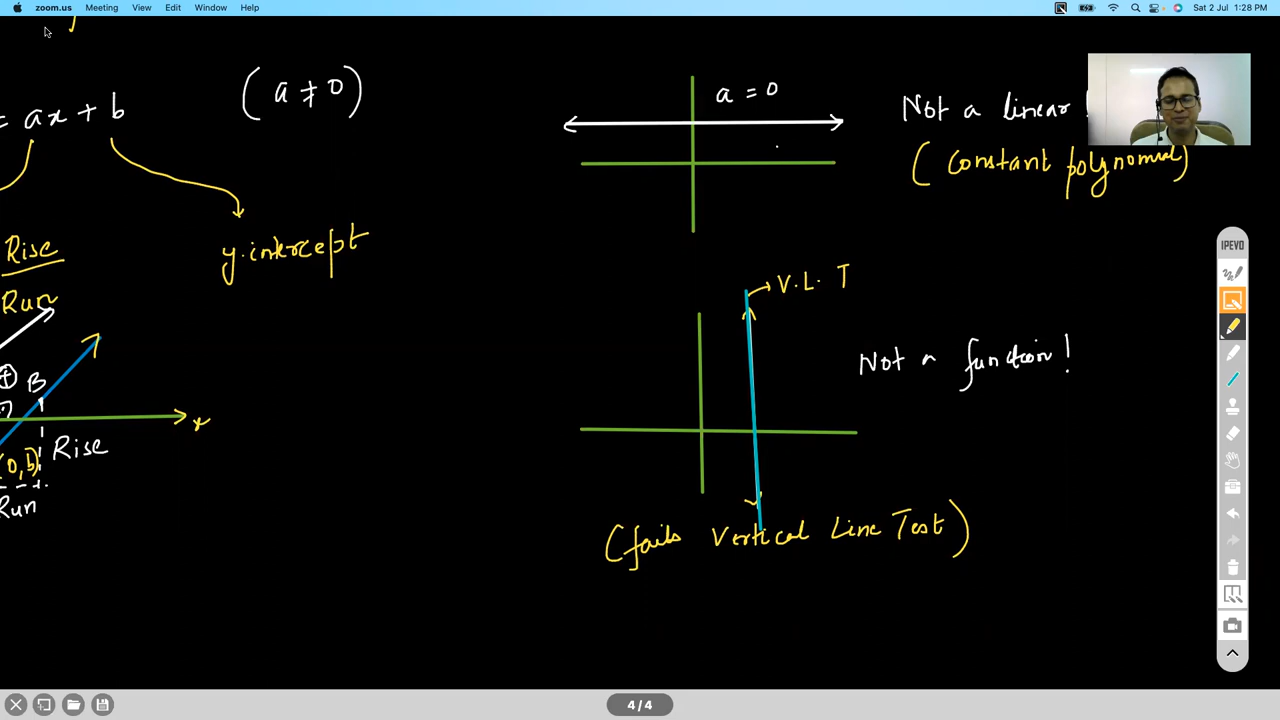 zoom.us Meeting View Edit Window Help
Sat 2 Jul 1:28 PM
= ax + b
(a ≠ 0)
y.intercept
Rise
Run
+
B
x
(0,b)
Rise
Run
a = 0
Not a linear !
(Constant polynomial)
V.L.T
Not a function!
(fails Vertical Line Test)
IPEVO
4/4